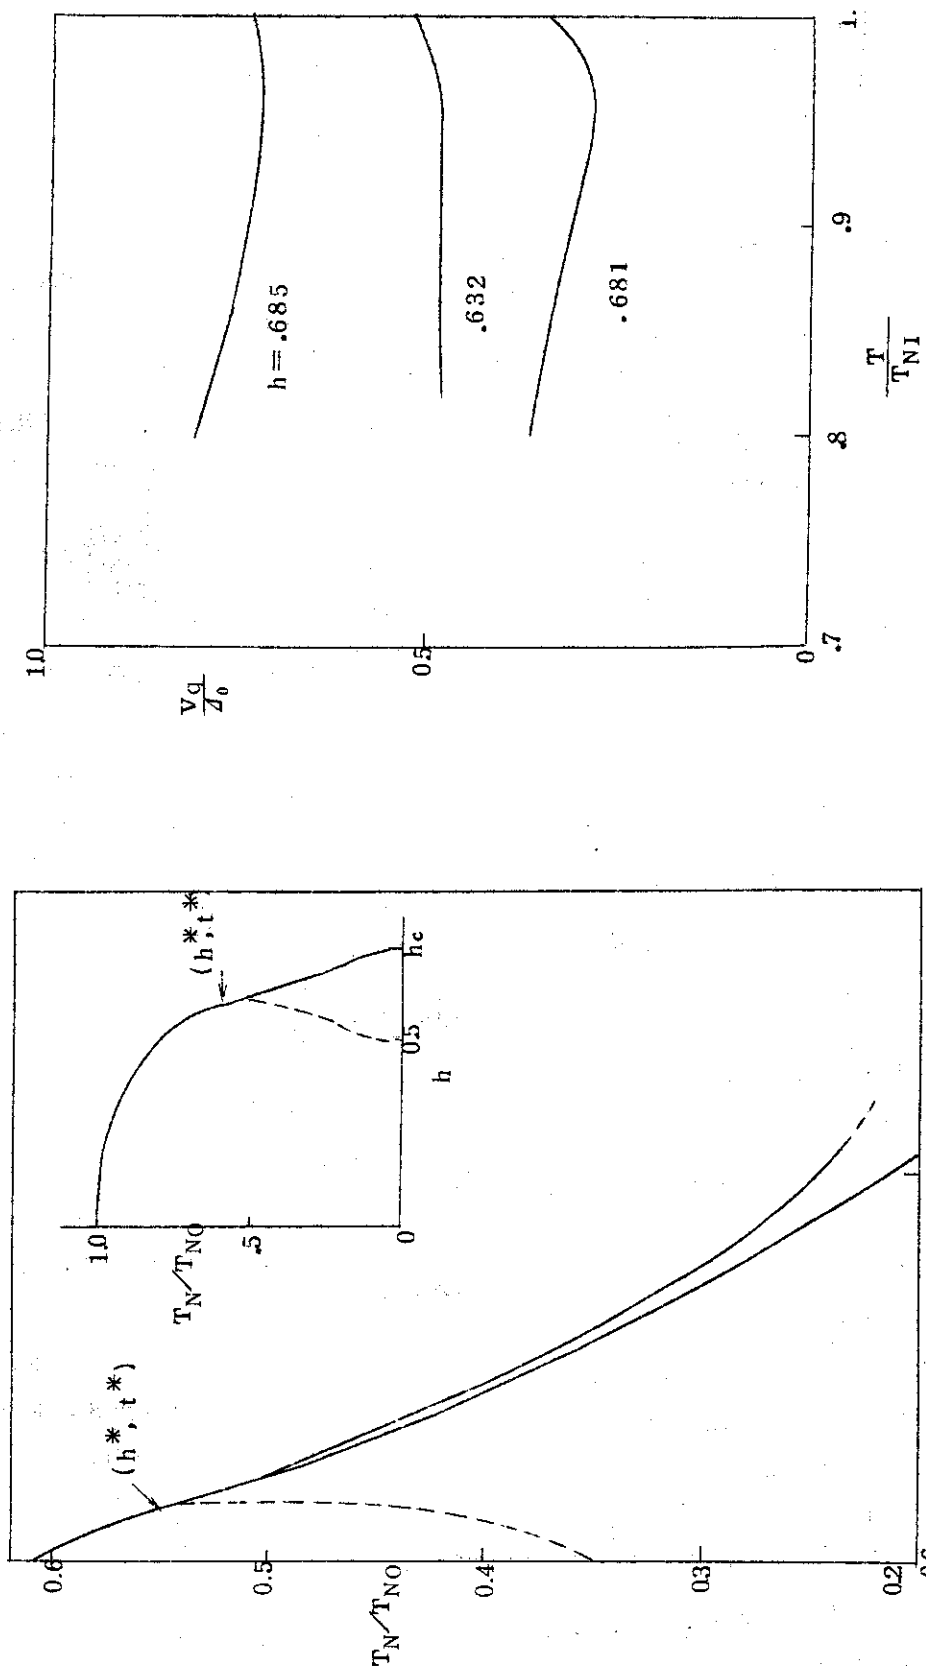 1.0
0.5
0
Vq
Δ₀
h=.685
.632
.681
.7
.8
.9
1.
T
T_NI
0.6
0.5
0.4
0.3
0.2
T_N/T_NO
(h*, t*)
1.0
.5
0
T_N/T_NO
(h*, t*
0.5
hc
h